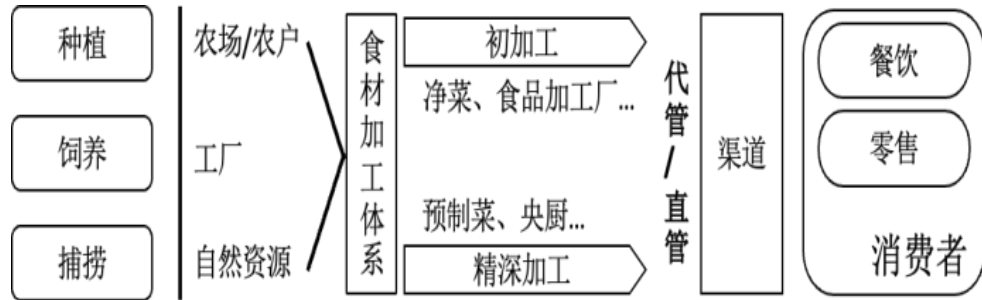 种植
饲养
捕捞
农场/农户
工厂
自然资源
食材加工体系
初加工
净菜、食品加工厂...
预制菜、央厨...
精深加工
代管/直管
渠道
餐饮
零售
消费者